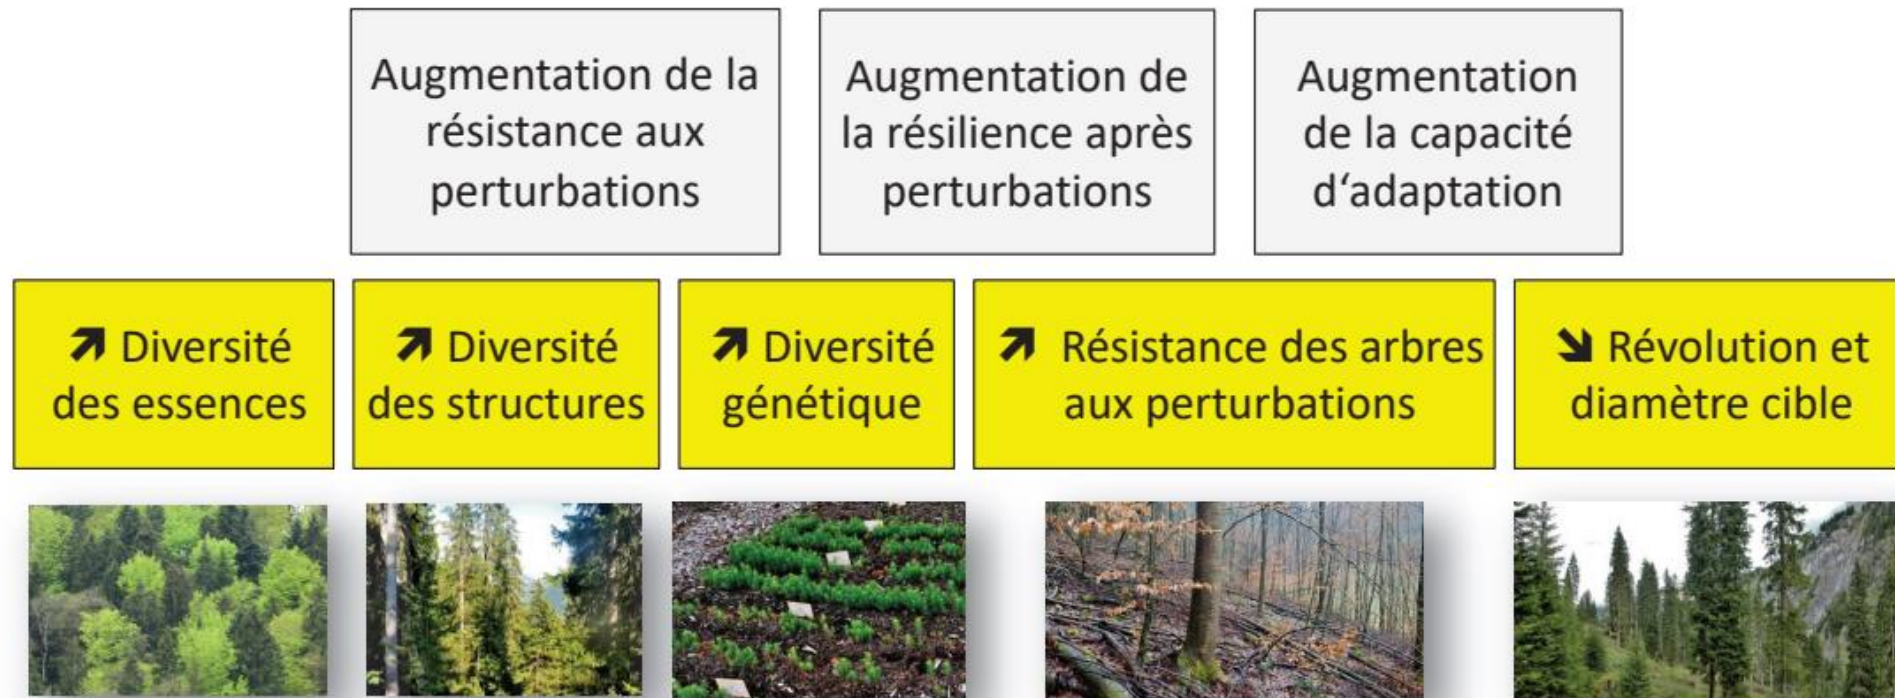 Augmentation de la
résistance aux
perturbations
Augmentation de
la résilience après
perturbations
Augmentation
de la capacité
d‘adaptation
↗ Diversité
des essences
↗ Diversité
des structures
↗ Diversité
génétique
↗ Résistance des arbres
aux perturbations
↘ Révolution et
diamètre cible